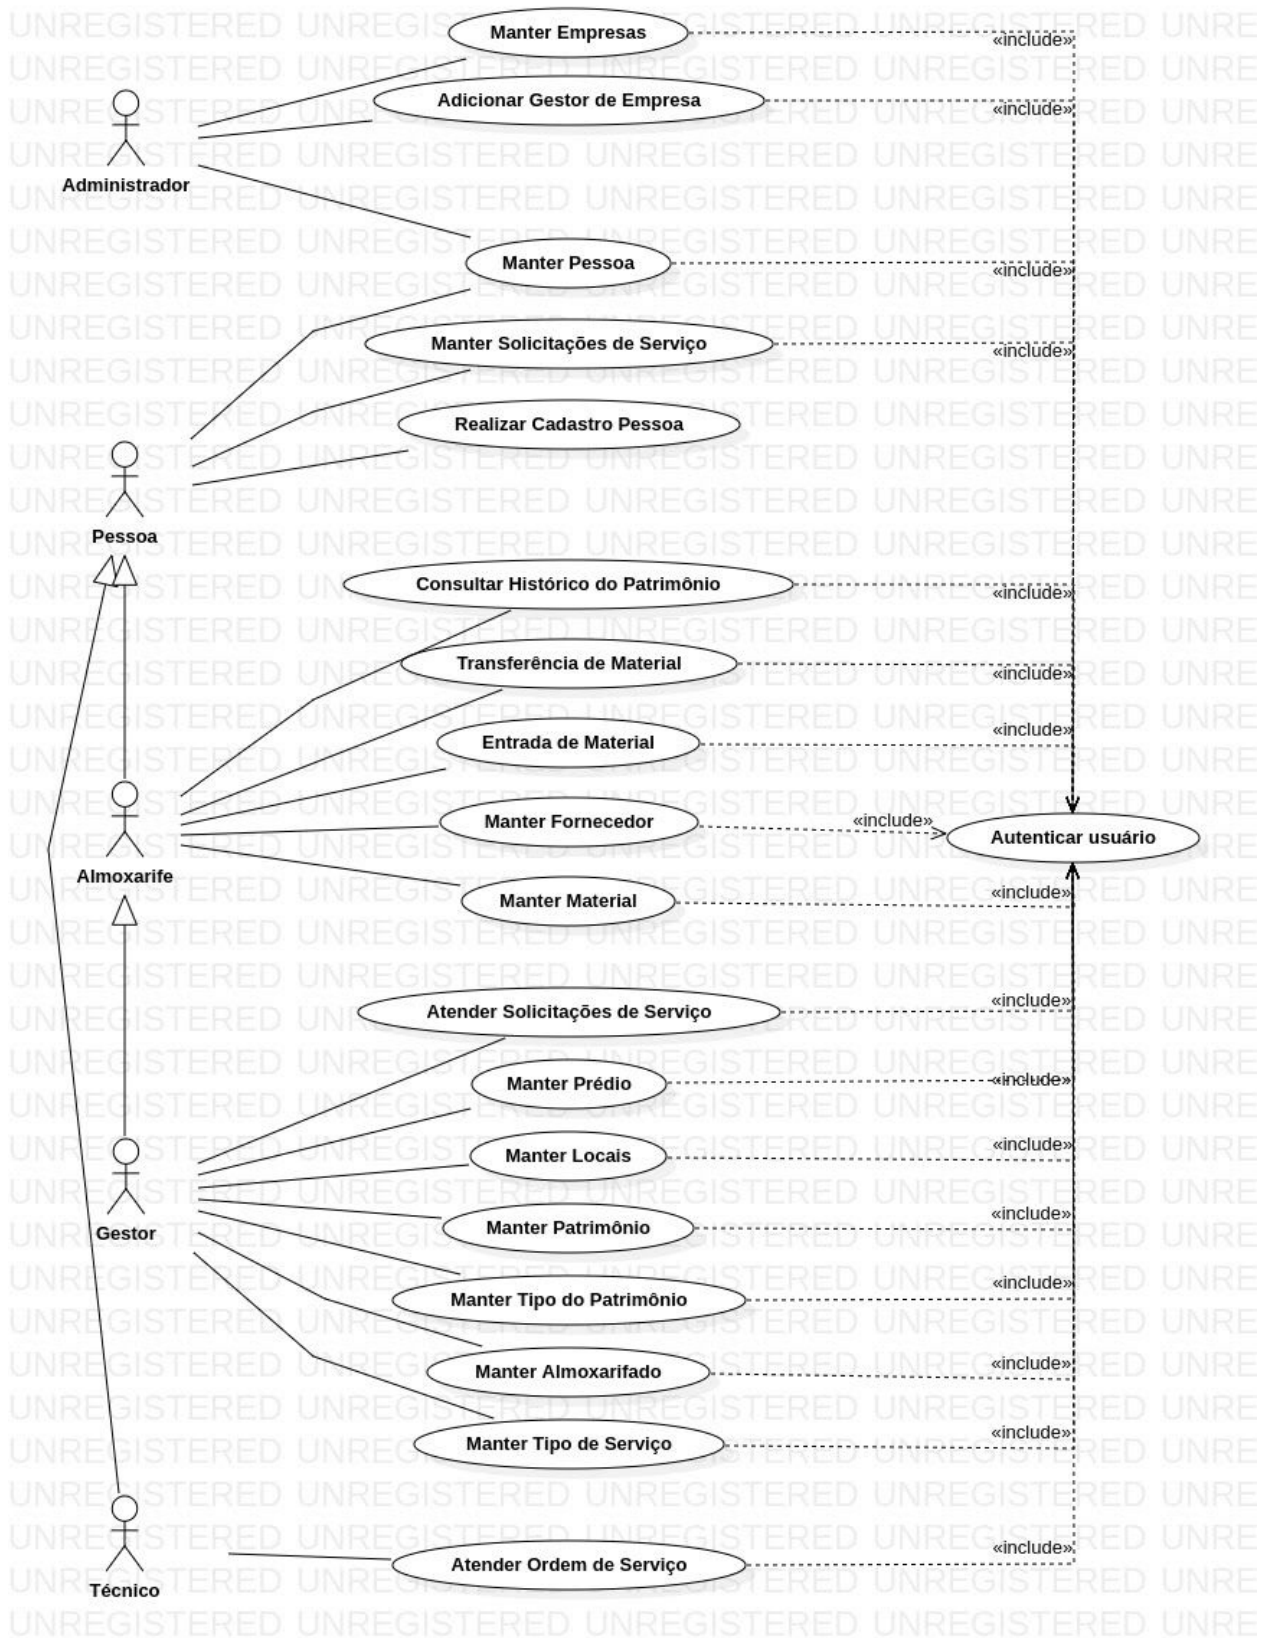 Manter Empresas
«include»
Adicionar Gestor de Empresa
«include»
Administrador
Manter Pessoa
«include»
Manter Solicitações de Serviço
«include»
Realizar Cadastro Pessoa
Pessoa
Consultar Histórico do Patrimônio
«include»
Transferência de Material
«include»
Entrada de Material
«include»
Manter Fornecedor
«include»
Autenticar usuário
Almoxarife
Manter Material
«include»
Atender Solicitações de Serviço
«include»
Manter Prédio
«include»
Manter Locais
«include»
Gestor
Manter Patrimônio
«include»
Manter Tipo do Patrimônio
«include»
Manter Almoxarifado
«include»
Manter Tipo de Serviço
«include»
Técnico
Atender Ordem de Serviço
«include»
UNREGISTERED